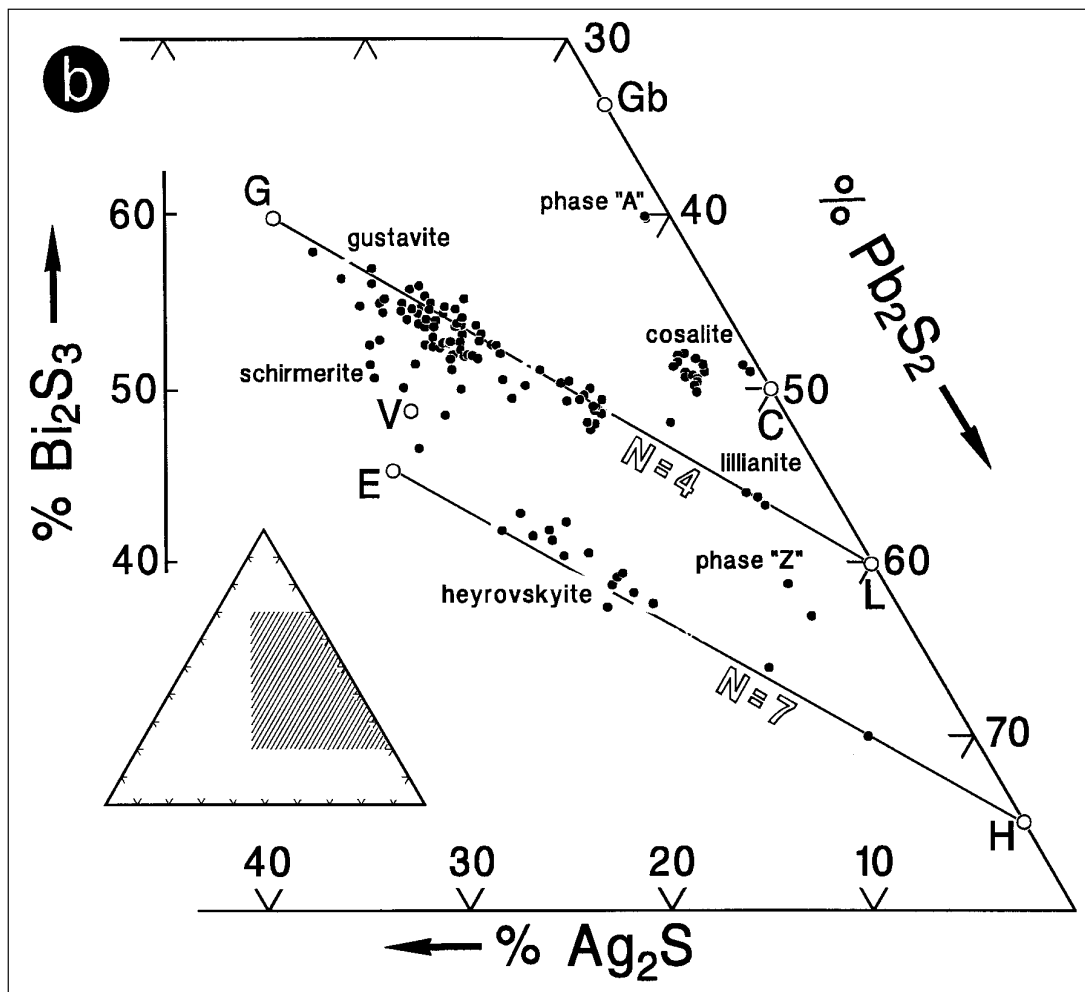 b
30
Gb
G
60
phase "A"
40
gustavite
% Pb₂S₂
cosalite
schirmerite
50
50
V
C
% Bi₂S₃
N=4
lillianite
E
40
phase "Z"
60
L
heyrovskyite
N=7
70
H
40
30
20
10
% Ag₂S